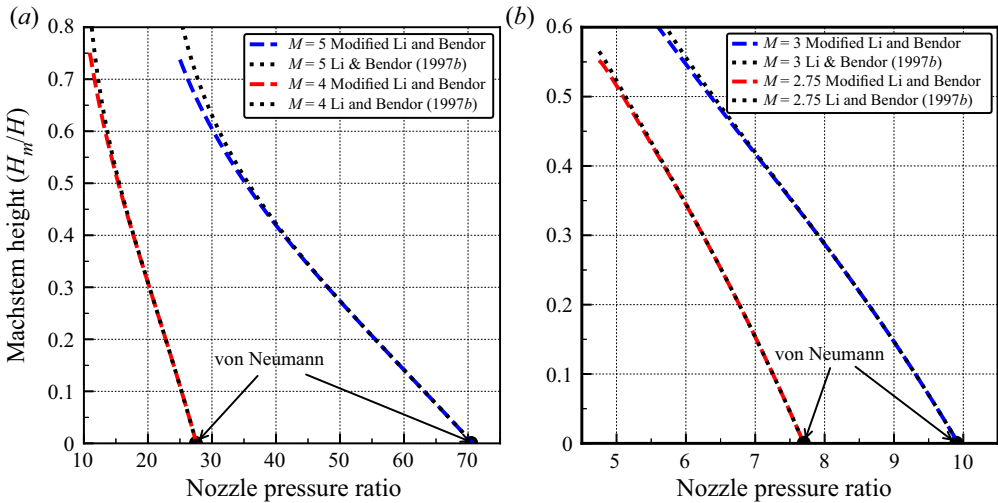 (a)
0.8
0.7
0.6
0.5
0.4
0.3
0.2
0.1
0
Machstem height (H_m/H)
M = 5 Modified Li and Bendor
M = 5 Li & Bendor (1997b)
M = 4 Modified Li and Bendor
M = 4 Li and Bendor (1997b)
von Neumann
10 20 30 40 50 60 70
Nozzle pressure ratio
(b)
0.6
0.5
0.4
0.3
0.2
0.1
0
M = 3 Modified Li and Bendor
M = 3 Li & Bendor (1997b)
M = 2.75 Modified Li and Bendor
M = 2.75 Li and Bendor (1997b)
von Neumann
5 6 7 8 9 10
Nozzle pressure ratio